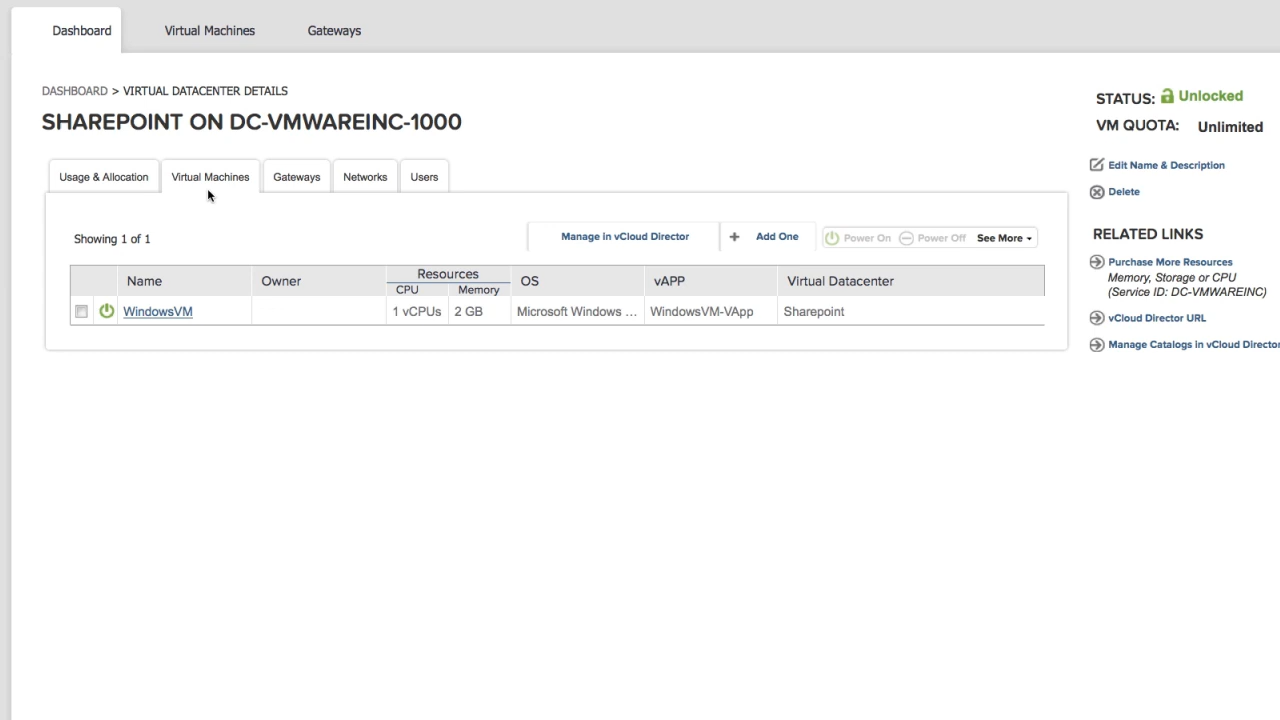 Dashboard Virtual Machines Gateways
DASHBOARD > VIRTUAL DATACENTER DETAILS
SHAREPOINT ON DC-VMWAREINC-1000
STATUS: Unlocked
VM QUOTA: Unlimited
Edit Name & Description
Delete
RELATED LINKS
Purchase More Resources
Memory, Storage or CPU
(Service ID: DC-VMWAREINC)
vCloud Director URL
Manage Catalogs in vCloud Director
Usage & Allocation Virtual Machines Gateways Networks Users
Showing 1 of 1 Manage in vCloud Director + Add One Power On Power Off See More
Name Owner Resources OS vAPP Virtual Datacenter
CPU Memory
WindowsVM 1 vCPUs 2 GB Microsoft Windows ... WindowsVM-VApp Sharepoint